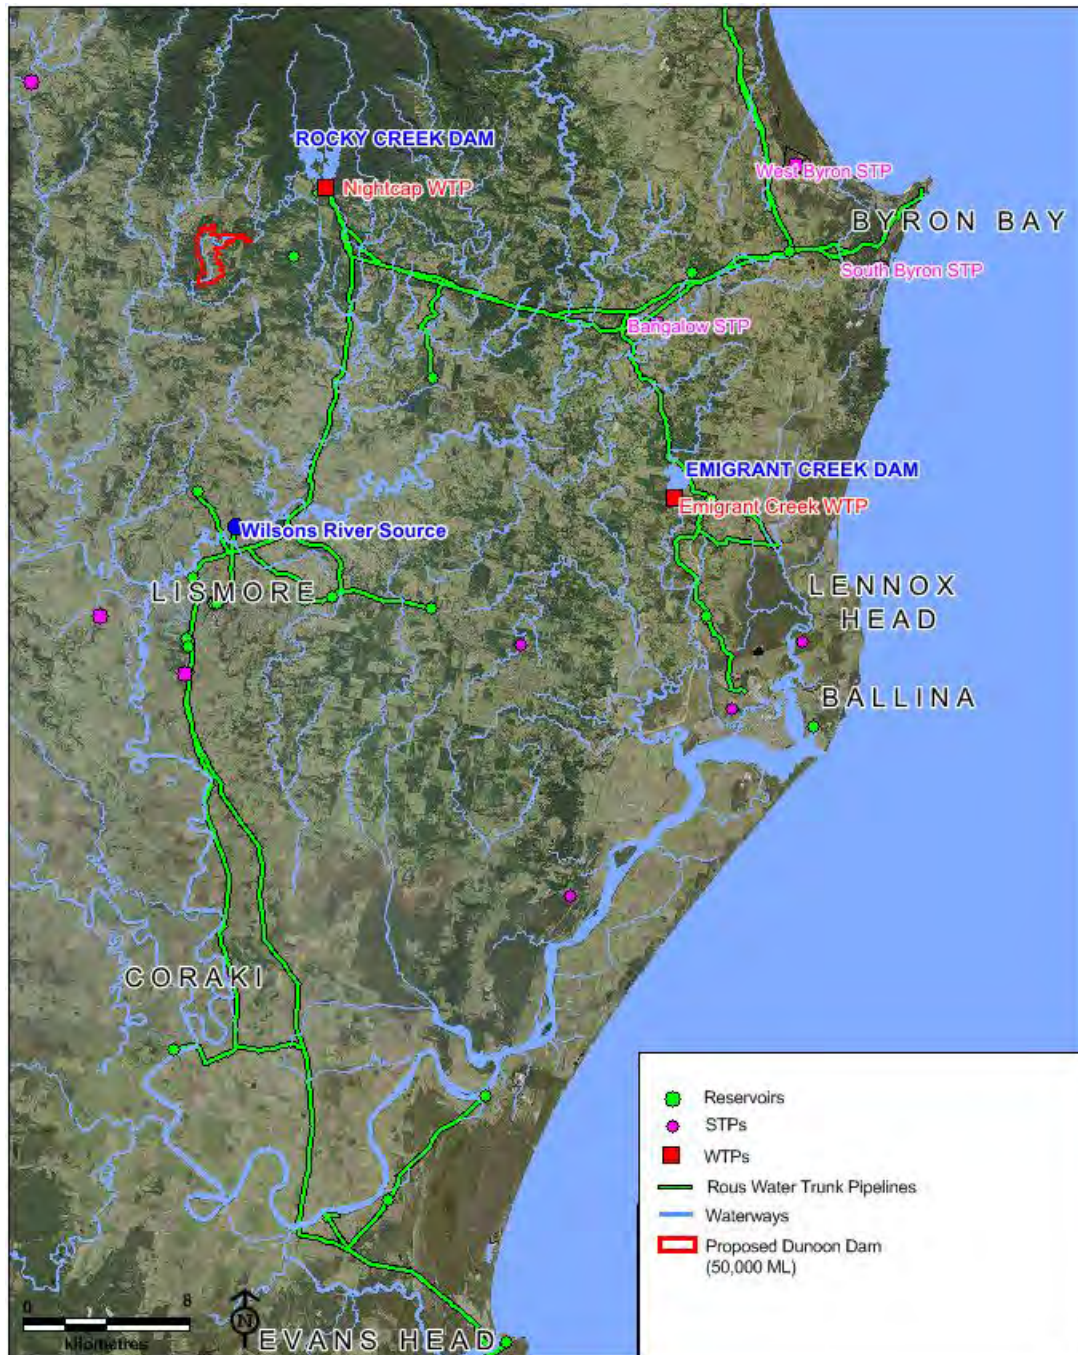 ROCKY CREEK DAM
Nightcap WTP
West Byron STP
BYRON BAY
South Byron STP
Bangalow STP
EMIGRANT CREEK DAM
Emigrant Creek WTP
Wilsons River Source
LISMORE
LENNOX
HEAD
BALLINA
CORAKI
EVANS HEAD
0 8
kilometres
N
Reservoirs
STPs
WTPs
Rous Water Trunk Pipelines
Waterways
Proposed Dunoon Dam
(50,000 ML)